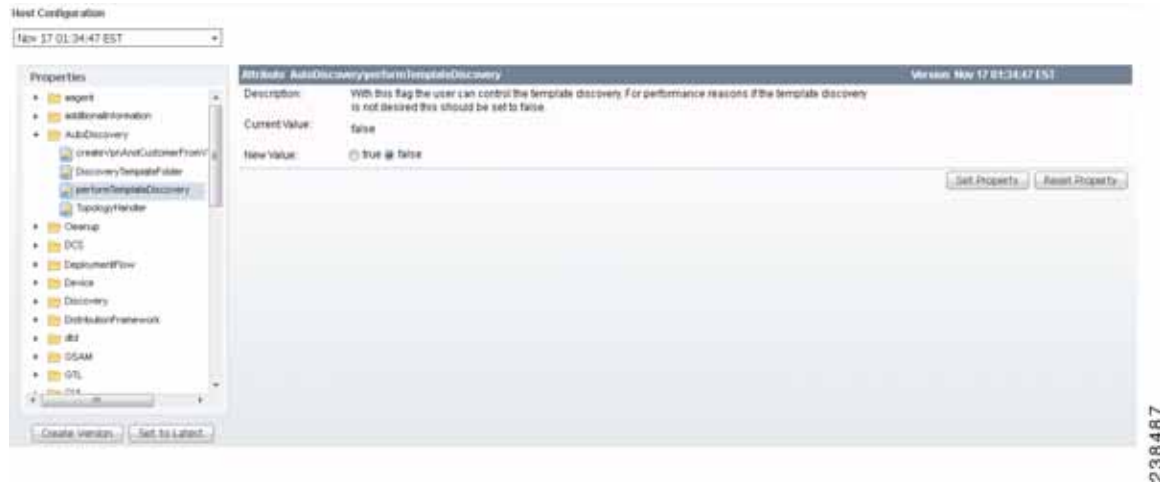 Host Configuration
Nov 17 01:34:47 EST
Properties
eagent
additionalInformation
AutoDiscovery
createVpnAndCustomerFromV
DiscoveryTemplateFolder
performTemplateDiscovery
TopologyHandler
Cleanup
DCS
DeploymentFlow
Device
Discovery
DistributionFramework
dtd
GSAM
GTL
GUI
Create Version
Set to Latest
Attribute: AutoDiscovery/performTemplateDiscovery
Version: Nov 17 01:34:47 EST
Description: With this flag the user can control the template discovery. For performance reasons if the template discovery
is not desired this should be set to false.
Current Value: false
New Value: true false
Set Property
Reset Property
238487